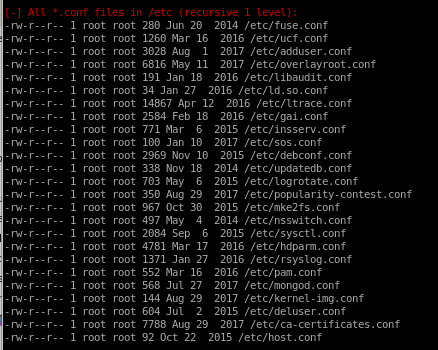 [-] All *.conf files in /etc (recursive 1 level):
-rw-r--r-- 1 root root 280 Jun 20  2014 /etc/fuse.conf
-rw-r--r-- 1 root root 1260 Mar 16  2016 /etc/ucf.conf
-rw-r--r-- 1 root root 3028 Aug  1  2017 /etc/adduser.conf
-rw-r--r-- 1 root root 6816 May 11  2017 /etc/overlayroot.conf
-rw-r--r-- 1 root root 191 Jan 18  2016 /etc/libaudit.conf
-rw-r--r-- 1 root root 34 Jan 27  2016 /etc/ld.so.conf
-rw-r--r-- 1 root root 14867 Apr 12  2016 /etc/ltrace.conf
-rw-r--r-- 1 root root 2584 Feb 18  2016 /etc/gai.conf
-rw-r--r-- 1 root root 771 Mar  6  2015 /etc/insserv.conf
-rw-r--r-- 1 root root 100 Jan 10  2017 /etc/sos.conf
-rw-r--r-- 1 root root 2969 Nov 10  2015 /etc/debconf.conf
-rw-r--r-- 1 root root 338 Nov 18  2014 /etc/updatedb.conf
-rw-r--r-- 1 root root 703 May  6  2015 /etc/logrotate.conf
-rw-r--r-- 1 root root 350 Aug 29  2017 /etc/popularity-contest.conf
-rw-r--r-- 1 root root 967 Oct 30  2015 /etc/mke2fs.conf
-rw-r--r-- 1 root root 497 May  4  2014 /etc/nsswitch.conf
-rw-r--r-- 1 root root 2084 Sep  6  2015 /etc/sysctl.conf
-rw-r--r-- 1 root root 4781 Mar 17  2016 /etc/hdparm.conf
-rw-r--r-- 1 root root 1371 Jan 27  2016 /etc/rsyslog.conf
-rw-r--r-- 1 root root 552 Mar 16  2016 /etc/pam.conf
-rw-r--r-- 1 root root 568 Jul 27  2017 /etc/mongod.conf
-rw-r--r-- 1 root root 144 Aug 29  2017 /etc/kernel-img.conf
-rw-r--r-- 1 root root 604 Jul  2  2015 /etc/deluser.conf
-rw-r--r-- 1 root root 7788 Aug 29  2017 /etc/ca-certificates.conf
-rw-r--r-- 1 root root 92 Oct 22  2015 /etc/host.conf